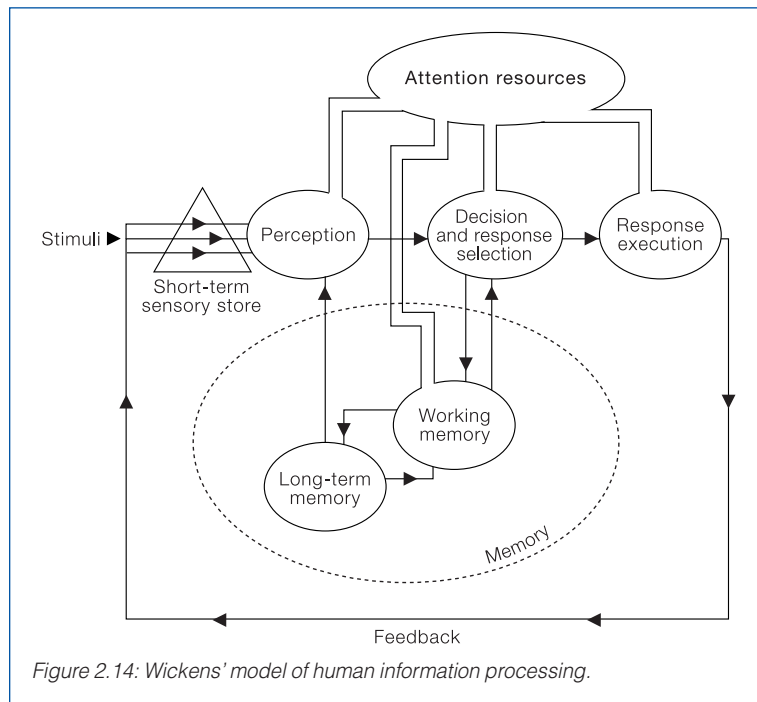 Attention resources
Stimuli
Short-term
sensory store
Perception
Decision
and response
selection
Response
execution
Working
memory
Long-term
memory
Memory
Feedback
Figure 2.14: Wickens' model of human information processing.